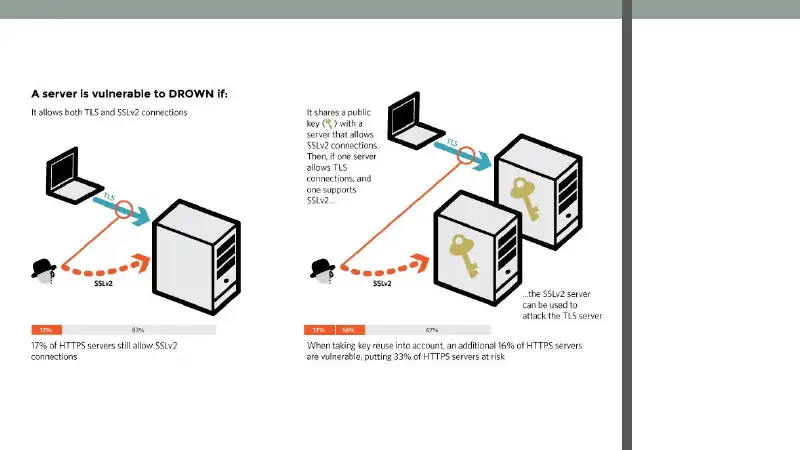 A server is vulnerable to DROWN if:
It allows both TLS and SSLv2 connections
TLS
SSLv2
17%
83%
17% of HTTPS servers still allow SSLv2
connections
It shares a public
key ( ) with a
server that allows
SSLv2 connections.
Then, if one server
allows TLS
connections, and
one supports
SSLv2...
TLS
SSLv2
...the SSLv2 server
can be used to
attack the TLS server
17%
16%
67%
When taking key reuse into account, an additional 16% of HTTPS servers
are vulnerable, putting 33% of HTTPS servers at risk